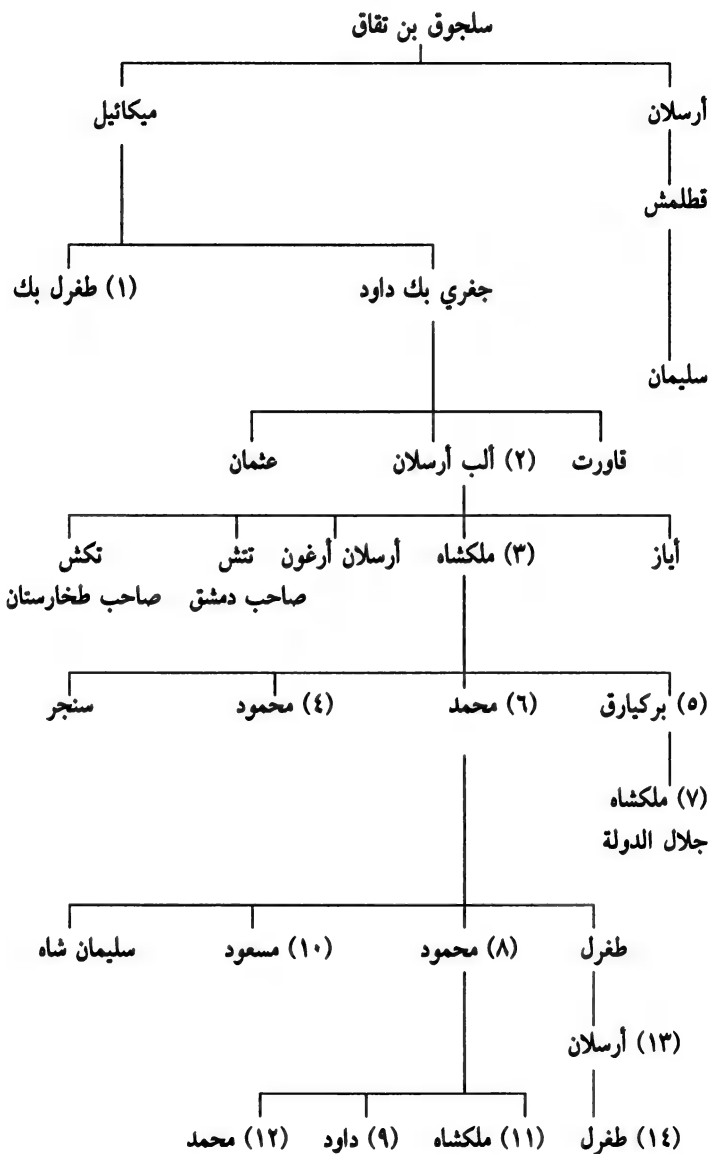 سلجوق بن تقاق
أرسلان ميكائيل
قطلمش
جغري بك داود (١) طغرل بك
سليمان
قاورت (٢) ألب أرسلان عثمان
أياز (٣) ملكشاه أرسلان أرغون تتش تكش
صاحب دمشق صاحب طخارستان
(٥) بركيارق (٦) محمد (٤) محمود سنجر
(٧) ملكشاه
جلال الدولة
طغرل (٨) محمود (١٠) مسعود سليمان شاه
(١٣) أرسلان
(١٤) طغرل (١١) ملكشاه (٩) داود (١٢) محمد